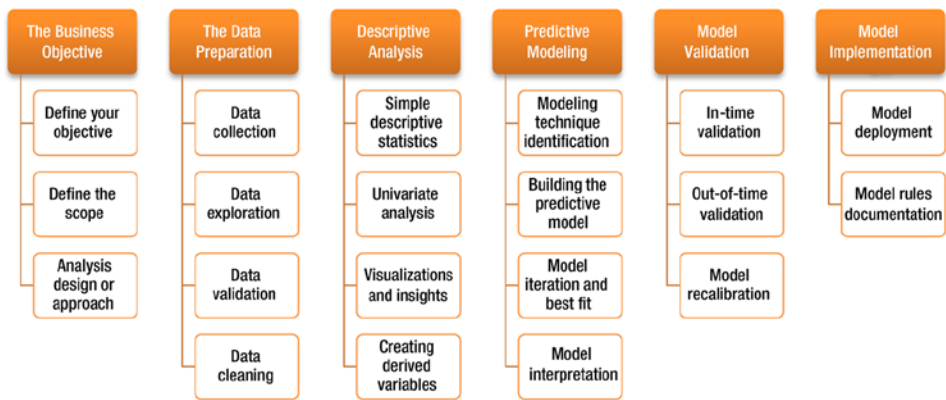 The Business
Objective
Define your
objective
Define the
scope
Analysis
design or
approach
The Data
Preparation
Data
collection
Data
exploration
Data
validation
Data
cleaning
Descriptive
Analysis
Simple
descriptive
statistics
Univariate
analysis
Visualizations
and insights
Creating
derived
variables
Predictive
Modeling
Modeling
technique
identification
Building the
predictive
model
Model
iteration and
best fit
Model
interpretation
Model
Validation
In-time
validation
Out-of-time
validation
Model
recalibration
Model
Implementation
Model
deployment
Model rules
documentation